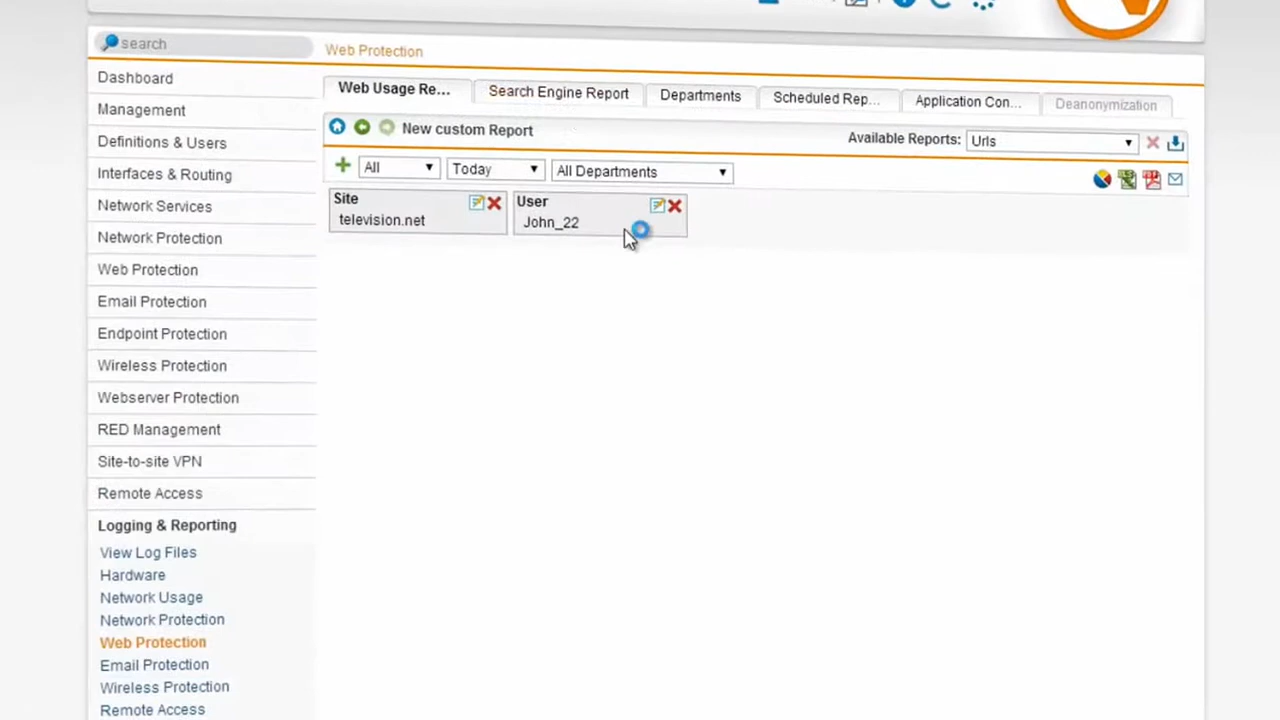 search
Web Protection
Dashboard
Management
Definitions & Users
Interfaces & Routing
Network Services
Network Protection
Web Protection
Email Protection
Endpoint Protection
Wireless Protection
Webserver Protection
RED Management
Site-to-site VPN
Remote Access
Logging & Reporting
View Log Files
Hardware
Network Usage
Network Protection
Web Protection
Email Protection
Wireless Protection
Remote Access
Web Usage Re... Search Engine Report Departments Scheduled Rep... Application Con... Deanonymization
New custom Report Available Reports: Urls
All Today All Departments
Site User
television.net John_22